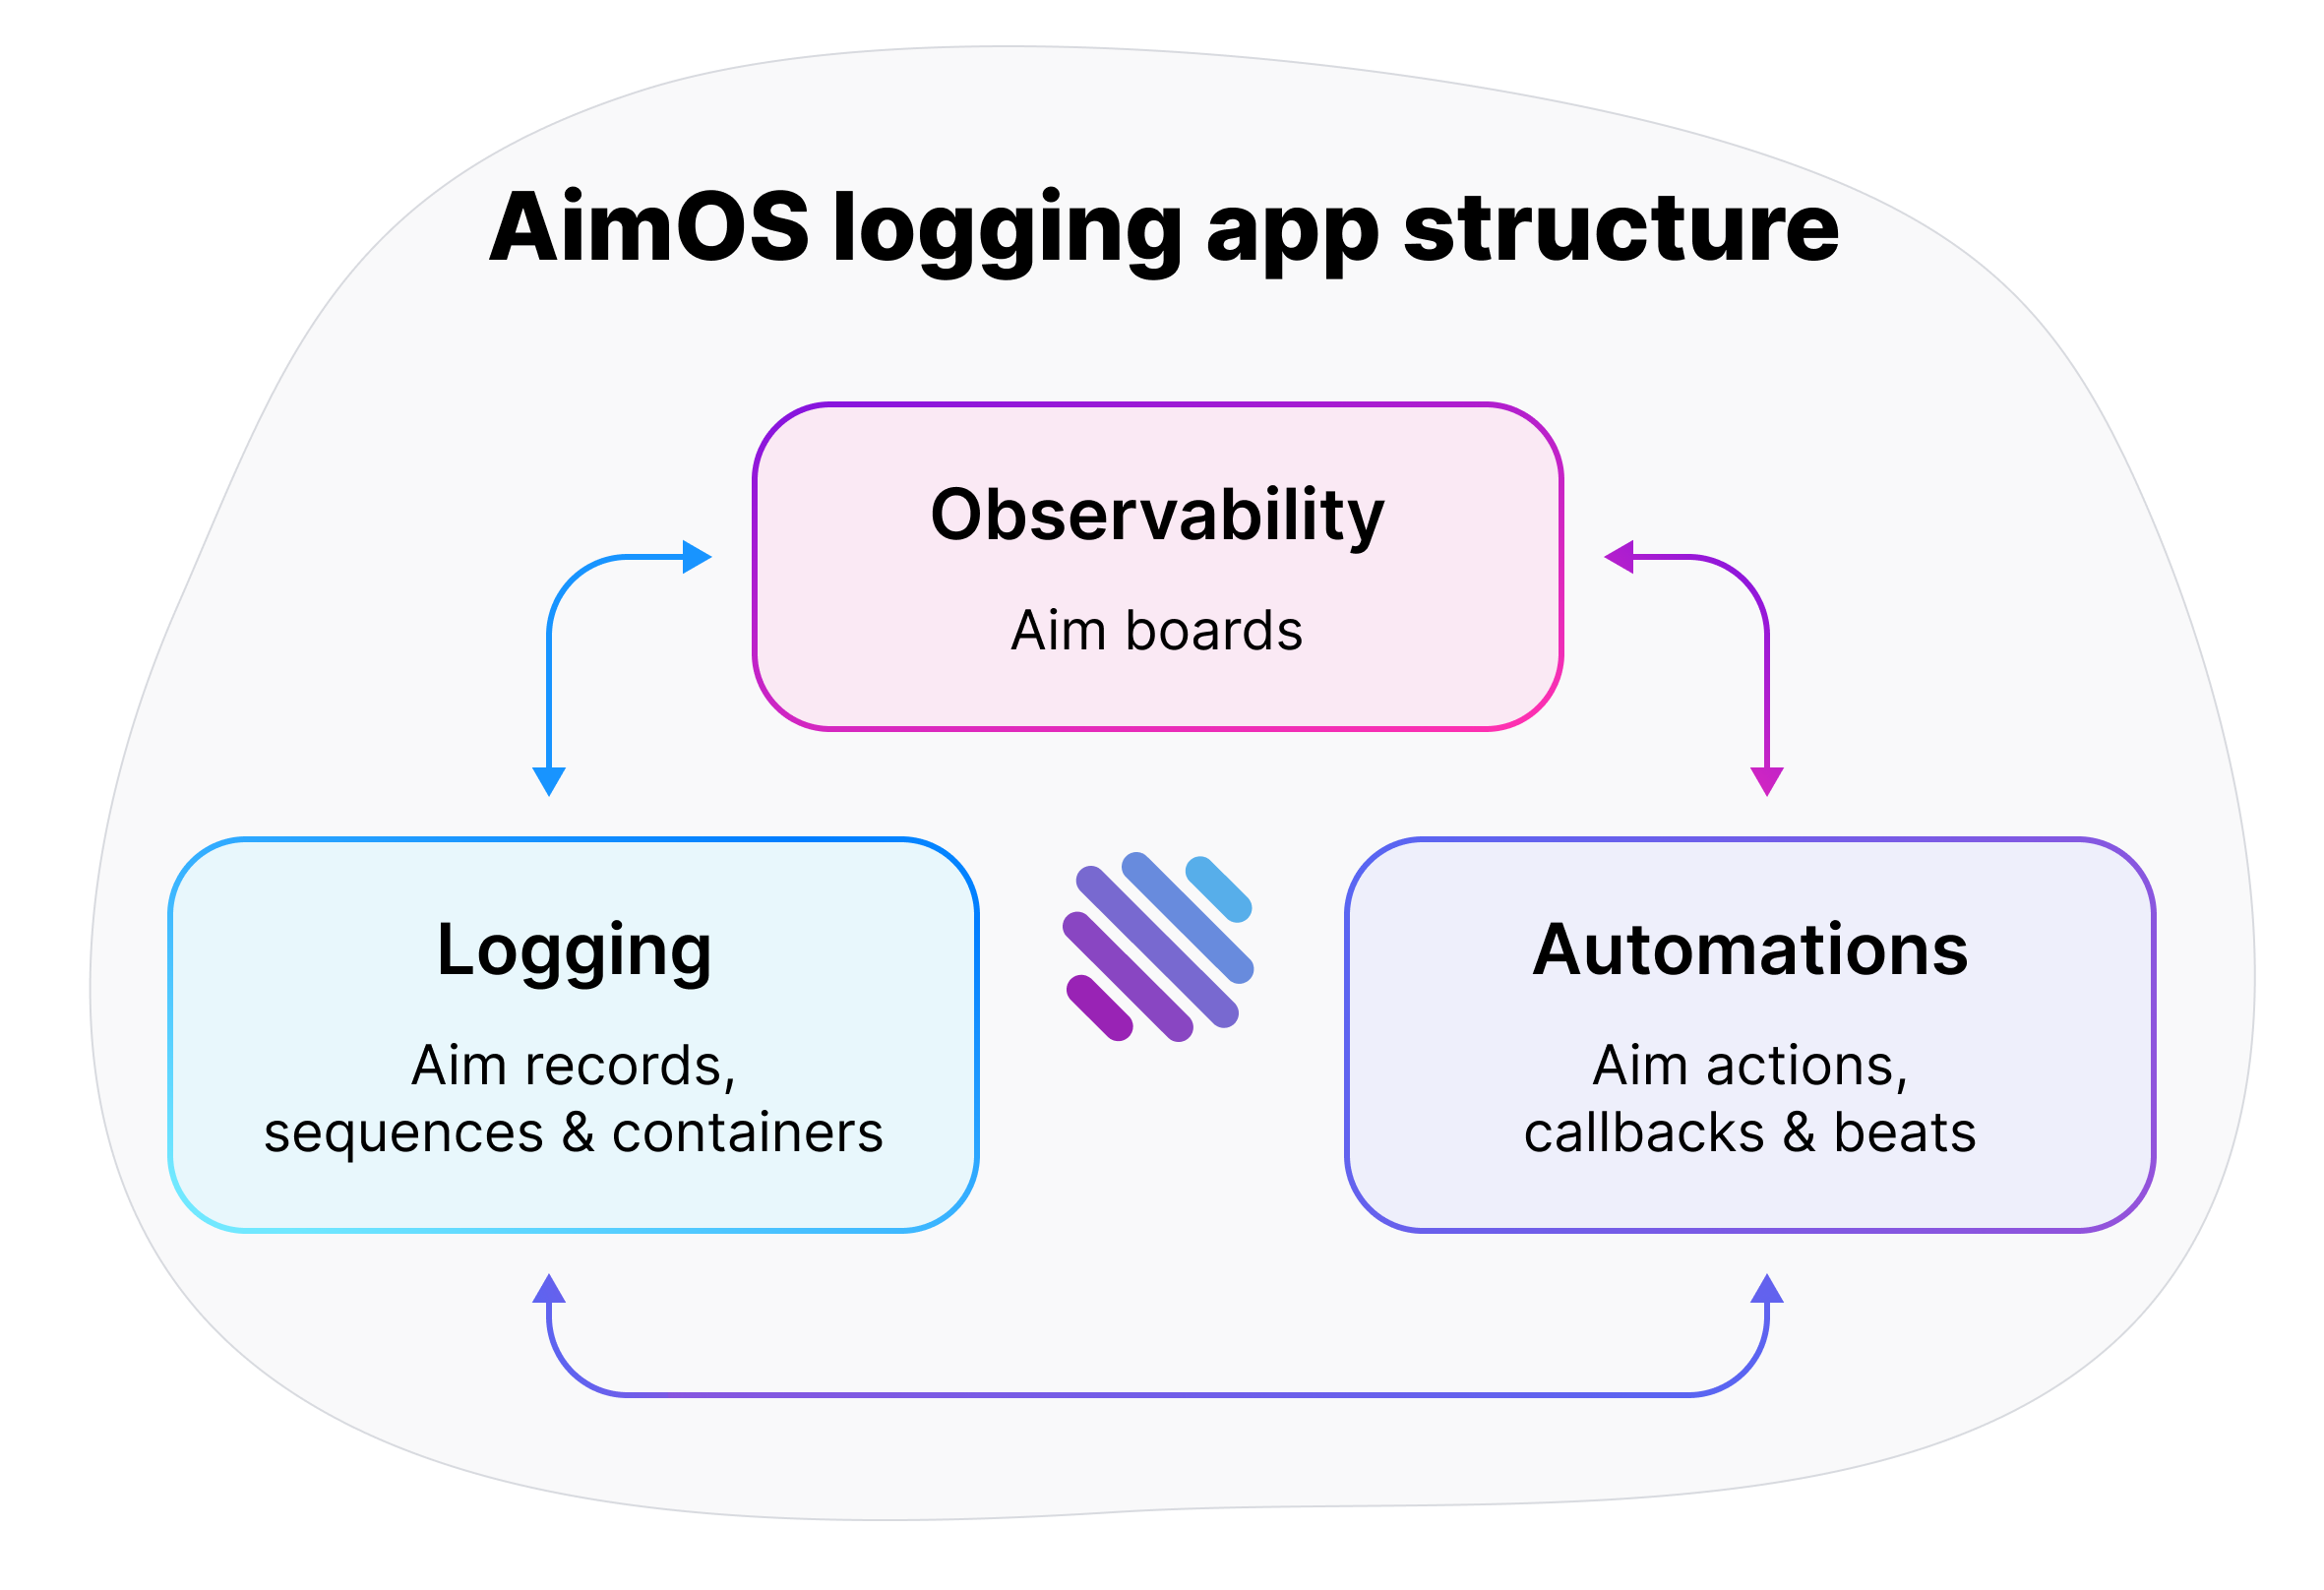 AimOS logging app structure
Observability
Aim boards
Logging
Aim records,
sequences & containers
Automations
Aim actions,
callbacks & beats